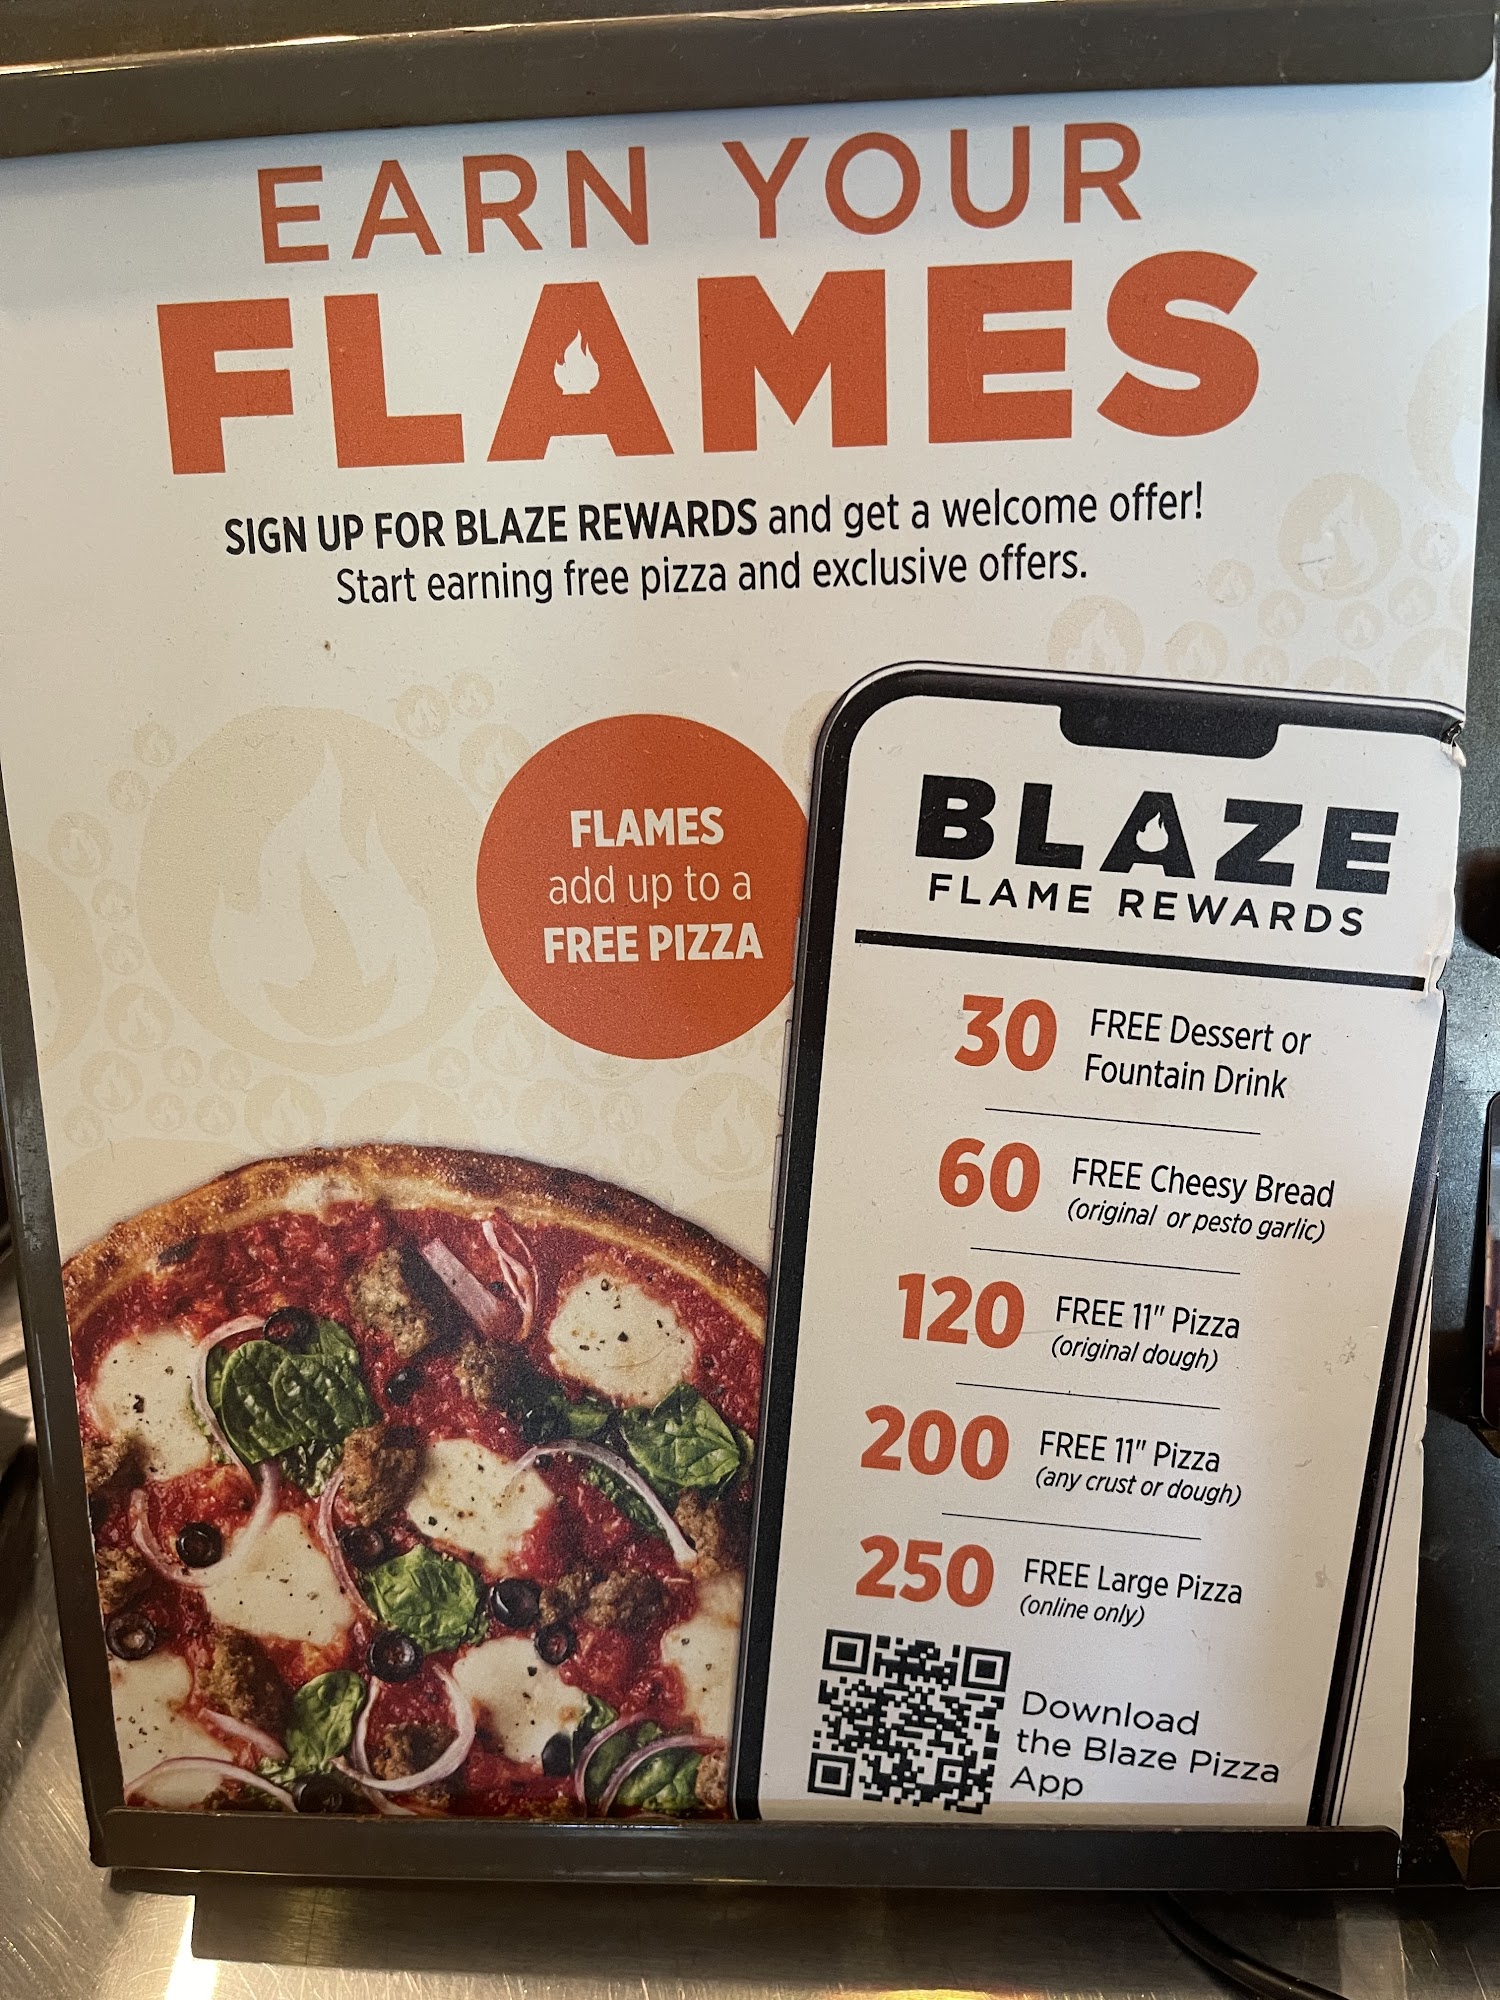 EARN YOUR
FLAMES
SIGN UP FOR BLAZE REWARDS and get a welcome offer!
Start earning free pizza and exclusive offers.
FLAMES
add up to a
FREE PIZZA
BLAZE
FLAME REWARDS
30 FREE Dessert or
Fountain Drink
60 FREE Cheesy Bread
(original or pesto garlic)
120 FREE 11" Pizza
(original dough)
200 FREE 11" Pizza
(any crust or dough)
250 FREE Large Pizza
(online only)
Download
the Blaze Pizza
App